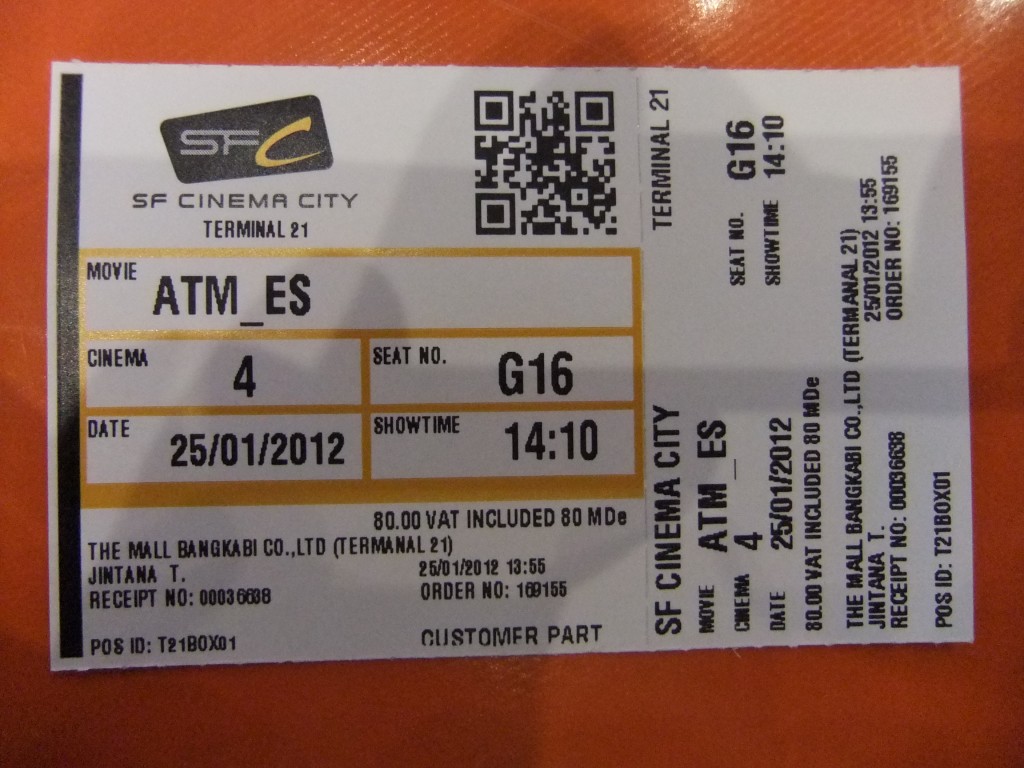 SFC
SF CINEMA CITY
TERMINAL 21
MOVIE
ATM_ES
CINEMA
4
SEAT NO.
G16
DATE
25/01/2012
SHOWTIME
14:10
80.00 VAT INCLUDED 80 MDe
THE MALL BANGKABI CO.,LTD (TERMANAL 21)
JINTANA T.
25/01/2012 13:55
RECEIPT NO: 00036638
ORDER NO: 169155
POS ID: T21BOX01
CUSTOMER PART
SF CINEMA CITY TERMINAL 21
MOVIE ATM_ES
CINEMA 4 SEAT NO. G16
DATE 25/01/2012 SHOWTIME 14:10
80.00 VAT INCLUDED 80 MDe
THE MALL BANGKABI CO.,LTD (TERMANAL 21)
JINTANA T. 25/01/2012 13:55
RECEIPT NO: 00036638 ORDER NO: 169155
POS ID: T21BOX01